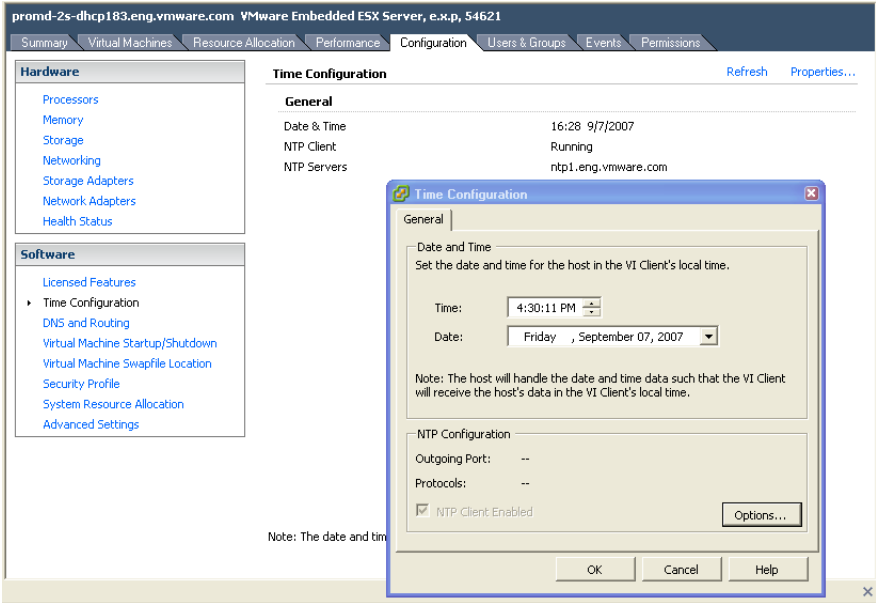 promd-2s-dhcp183.eng.vmware.com VMware Embedded ESX Server, e.x.p, 54621
Summary Virtual Machines Resource Allocation Performance Configuration Users & Groups Events Permissions
Hardware
Processors
Memory
Storage
Networking
Storage Adapters
Network Adapters
Health Status
Software
Licensed Features
Time Configuration
DNS and Routing
Virtual Machine Startup/Shutdown
Virtual Machine Swapfile Location
Security Profile
System Resource Allocation
Advanced Settings
Time Configuration Refresh Properties...
General
Date & Time 16:28 9/7/2007
NTP Client Running
NTP Servers ntp1.eng.vmware.com
Note: The date and tim
Time Configuration
General
Date and Time
Set the date and time for the host in the VI Client's local time.
Time: 4:30:11 PM
Date: Friday , September 07, 2007
Note: The host will handle the date and time data such that the VI Client
will receive the host's data in the VI Client's local time.
NTP Configuration
Outgoing Port: --
Protocols: --
NTP Client Enabled
Options...
OK Cancel Help